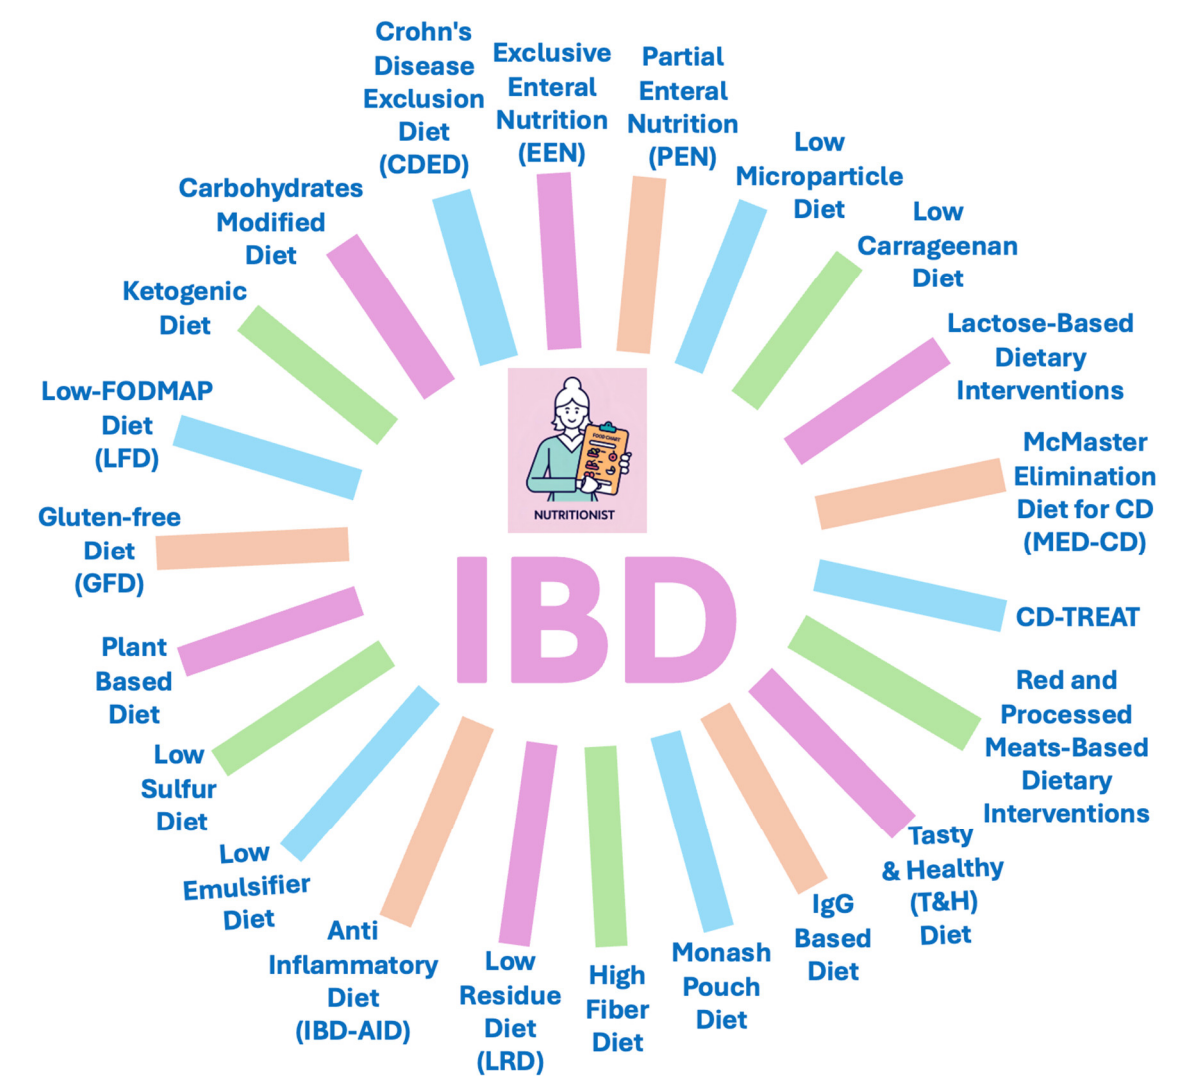 Crohn's
Disease
Exclusion
Diet
(CDED)
Exclusive
Enteral
Nutrition
(EEN)
Partial
Enteral
Nutrition
(PEN)
Low
Microparticle
Diet
Low
Carrageenan
Diet
Lactose-Based
Dietary
Interventions
McMaster
Elimination
Diet for CD
(MED-CD)
CD-TREAT
Red and
Processed
Meats-Based
Dietary
Interventions
Tasty
& Healthy
(T&H)
Diet
IgG
Based
Diet
Monash
Pouch
Diet
High
Fiber
Diet
Low
Residue
Diet
(LRD)
Anti
Inflammatory
Diet
(IBD-AID)
Low
Emulsifier
Diet
Low
Sulfur
Diet
Plant
Based
Diet
Gluten-free
Diet
(GFD)
Low-FODMAP
Diet
(LFD)
Ketogenic
Diet
Carbohydrates
Modified
Diet
FOOD CHART
NUTRITIONIST
IBD